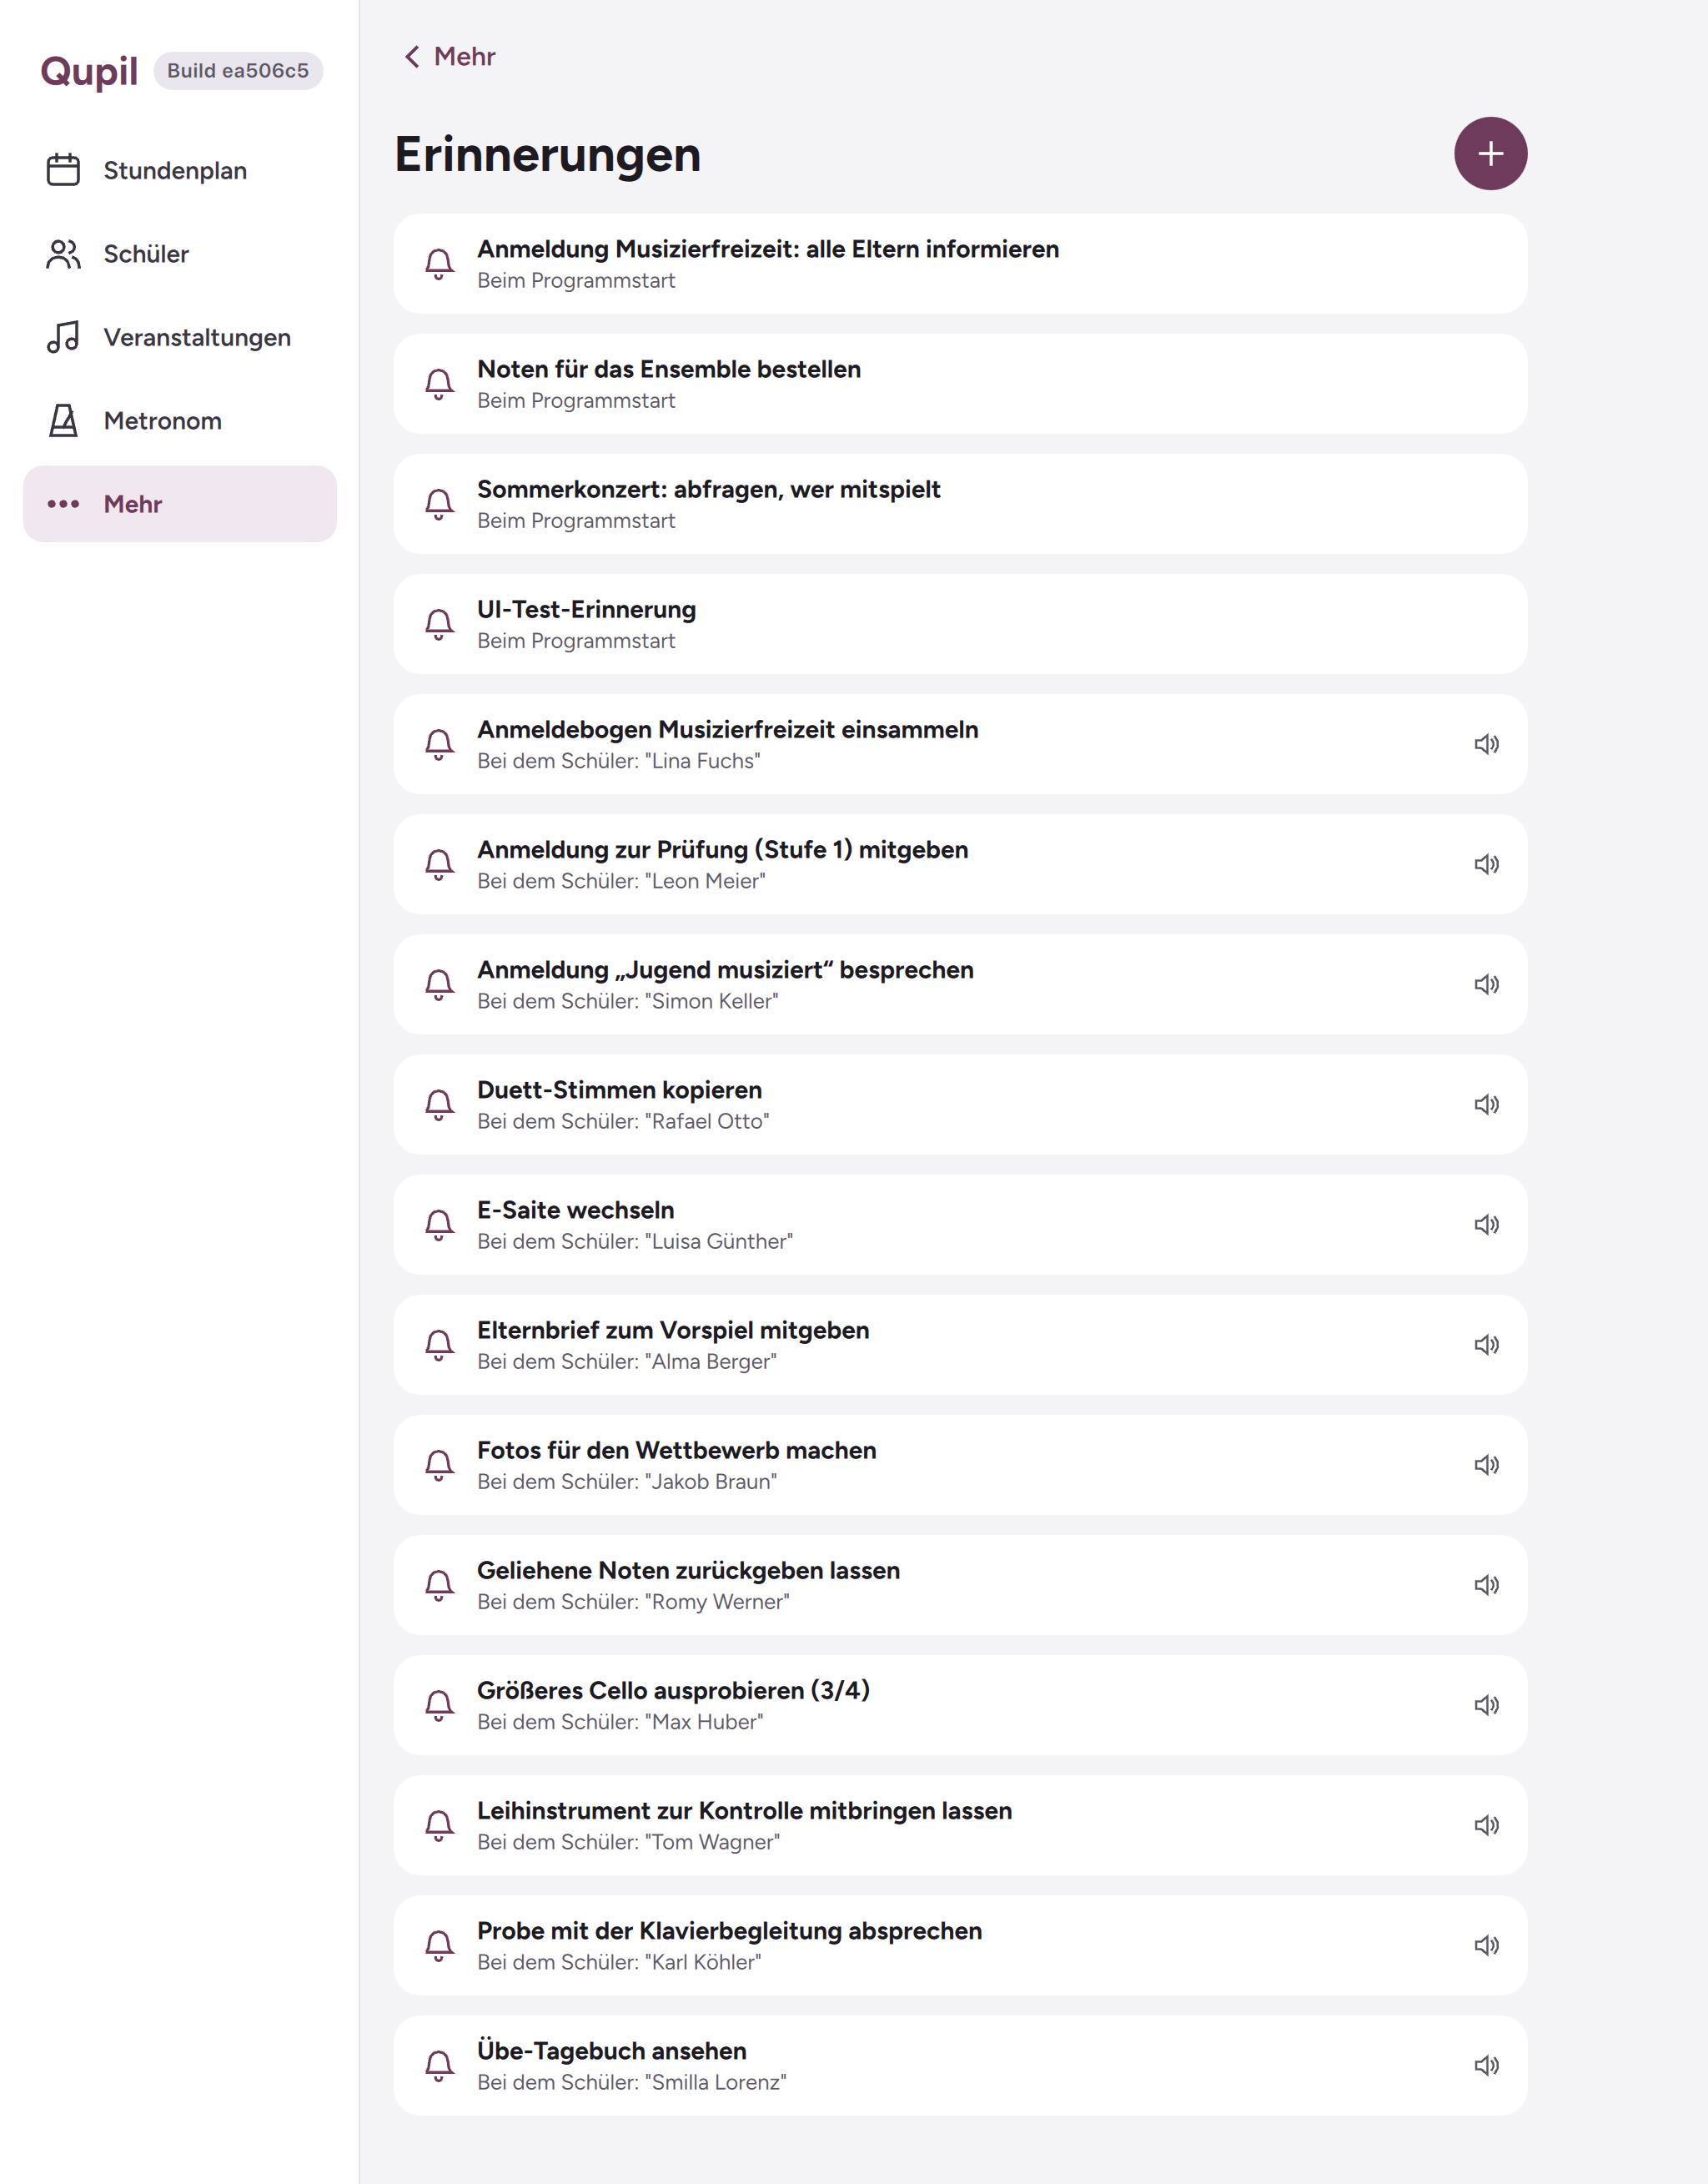 Qupil
Build ea506c5
Stundenplan
Schüler
Veranstaltungen
Metronom
Mehr
Mehr
Erinnerungen
Anmeldung Musizierfreizeit: alle Eltern informieren
Beim Programmstart
Noten für das Ensemble bestellen
Beim Programmstart
Sommerkonzert: abfragen, wer mitspielt
Beim Programmstart
UI-Test-Erinnerung
Beim Programmstart
Anmeldebogen Musizierfreizeit einsammeln
Bei dem Schüler: "Lina Fuchs"
Anmeldung zur Prüfung (Stufe 1) mitgeben
Bei dem Schüler: "Leon Meier"
Anmeldung „Jugend musiziert“ besprechen
Bei dem Schüler: "Simon Keller"
Duett-Stimmen kopieren
Bei dem Schüler: "Rafael Otto"
E-Saite wechseln
Bei dem Schüler: "Luisa Günther"
Elternbrief zum Vorspiel mitgeben
Bei dem Schüler: "Alma Berger"
Fotos für den Wettbewerb machen
Bei dem Schüler: "Jakob Braun"
Geliehene Noten zurückgeben lassen
Bei dem Schüler: "Romy Werner"
Größeres Cello ausprobieren (3/4)
Bei dem Schüler: "Max Huber"
Leihinstrument zur Kontrolle mitbringen lassen
Bei dem Schüler: "Tom Wagner"
Probe mit der Klavierbegleitung absprechen
Bei dem Schüler: "Karl Köhler"
Übe-Tagebuch ansehen
Bei dem Schüler: "Smilla Lorenz"